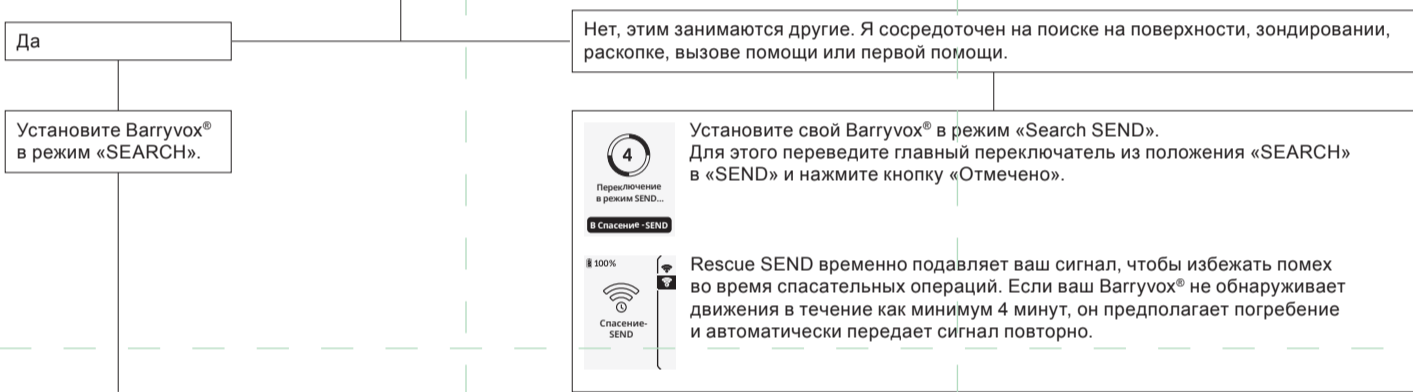 Да
Нет, этим занимаются другие. Я сосредоточен на поиске на поверхности, зондировании,
раскопке, вызове помощи или первой помощи.
Установите Barryvox®
в режим «SEARCH».
4
Переключение
в режим SEND...
В Спасение -SEND
Установите свой Barryvox® в режим «Search SEND».
Для этого переведите главный переключатель из положения «SEARCH»
в «SEND» и нажмите кнопку «Отмечено».
100%
Спасение-
SEND
Rescue SEND временно подавляет ваш сигнал, чтобы избежать помех
во время спасательных операций. Если ваш Barryvox® не обнаруживает
движения в течение как минимум 4 минут, он предполагает погребение
и автоматически передает сигнал повторно.